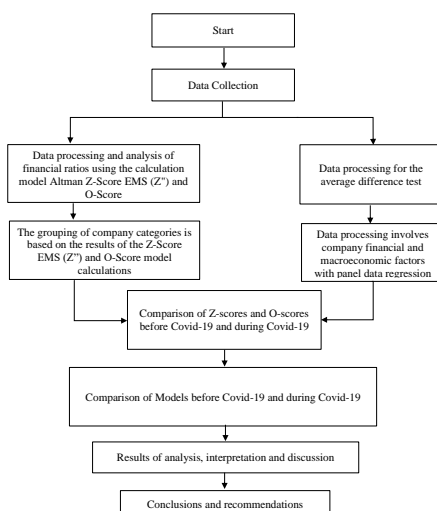 Start
Data Collection
Data processing and analysis of
financial ratios using the calculation
model Altman Z-Score EMS (Z") and
O-Score
Data processing for the
average difference test
The grouping of company categories is
based on the results of the Z-Score
EMS (Z") and O-Score model
calculations
Data processing involves
company financial and
macroeconomic factors
with panel data regression
Comparison of Z-scores and O-scores
before Covid-19 and during Covid-19
Comparison of Models before Covid-19 and during Covid-19
Results of analysis, interpretation and discussion
Conclusions and recommendations